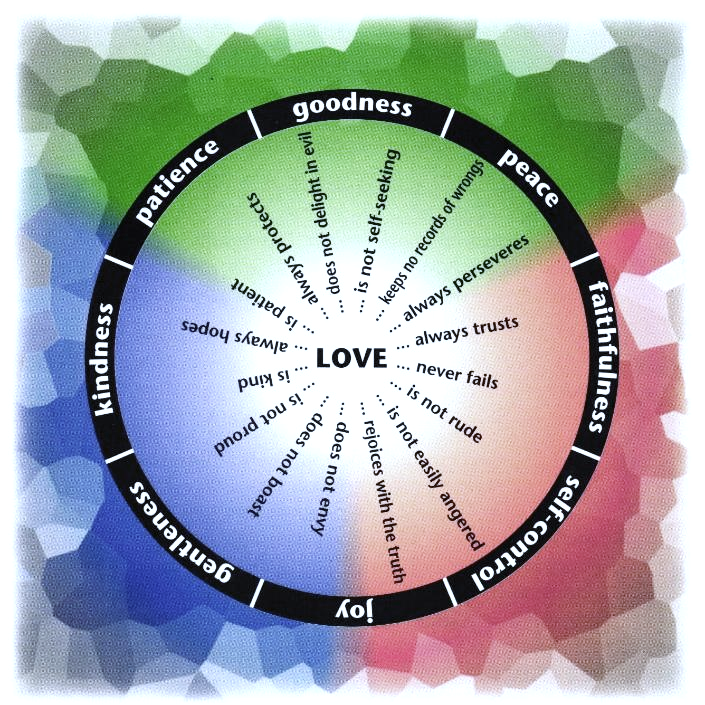 goodness
peace
faithfulness
self-control
joy
gentleness
kindness
patience
LOVE
does not delight in evil ...
... is not self-seeking
... keeps no records of wrongs
... always perseveres
... always trusts
... never fails
... is not rude
... is not easily angered
... rejoices with the truth
... does not envy
... does not boast
... is not proud
... is kind
... always hopes
... is patient
... always protects